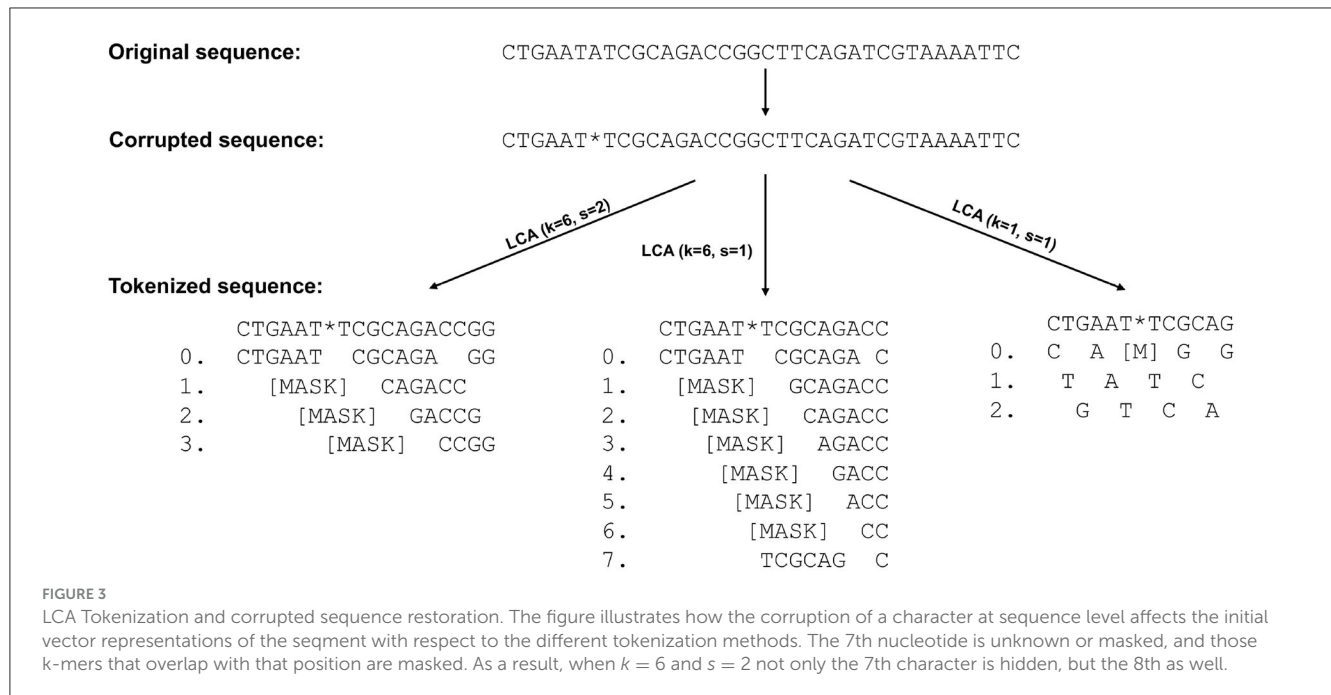 Original sequence: CTGAATATCGCAGACCGGCTTCAGATCGTAAAATTC
Corrupted sequence: CTGAAT*TCGCAGACCGGCTTCAGATCGTAAAATTC
LCA (k=6, s=2)
LCA (k=6, s=1)
LCA (k=1, s=1)
Tokenized sequence:
CTGAAT*TCGCAGACCGG
0. CTGAAT CGCAGA GG
1. [MASK] CAGACC
2. [MASK] GACCG
3. [MASK] CCGG
CTGAAT*TCGCAGACC
0. CTGAAT CGCAGA C
1. [MASK] GCAGACC
2. [MASK] CAGACC
3. [MASK] AGACC
4. [MASK] GACC
5. [MASK] ACC
6. [MASK] CC
7. TCGCAG C
CTGAAT*TCGCAG
0. C A [M] G G
1. T A T C
2. G T C A
FIGURE 3
LCA Tokenization and corrupted sequence restoration. The figure illustrates how the corruption of a character at sequence level affects the initial
vector representations of the seqment with respect to the different tokenization methods. The 7th nucleotide is unknown or masked, and those
k-mers that overlap with that position are masked. As a result, when k = 6 and s = 2 not only the 7th character is hidden, but the 8th as well.